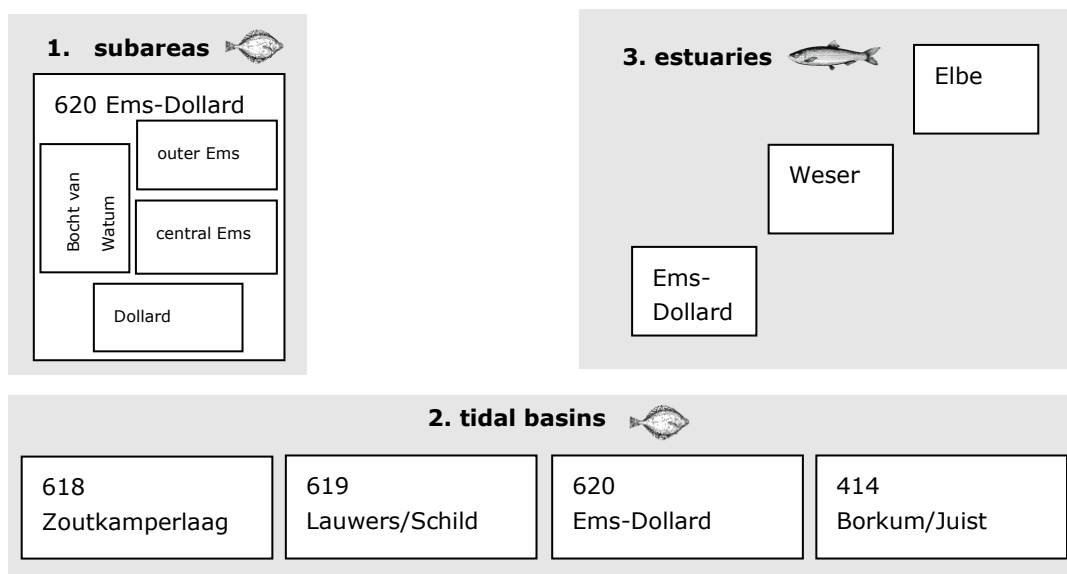 1. subareas
620 Ems-Dollard
outer Ems
Bocht van
Watum
central Ems
Dollard
3. estuaries
Elbe
Weser
Ems-
Dollard
2. tidal basins
618
Zoutkamperlaag
619
Lauwers/Schild
620
Ems-Dollard
414
Borkum/Juist